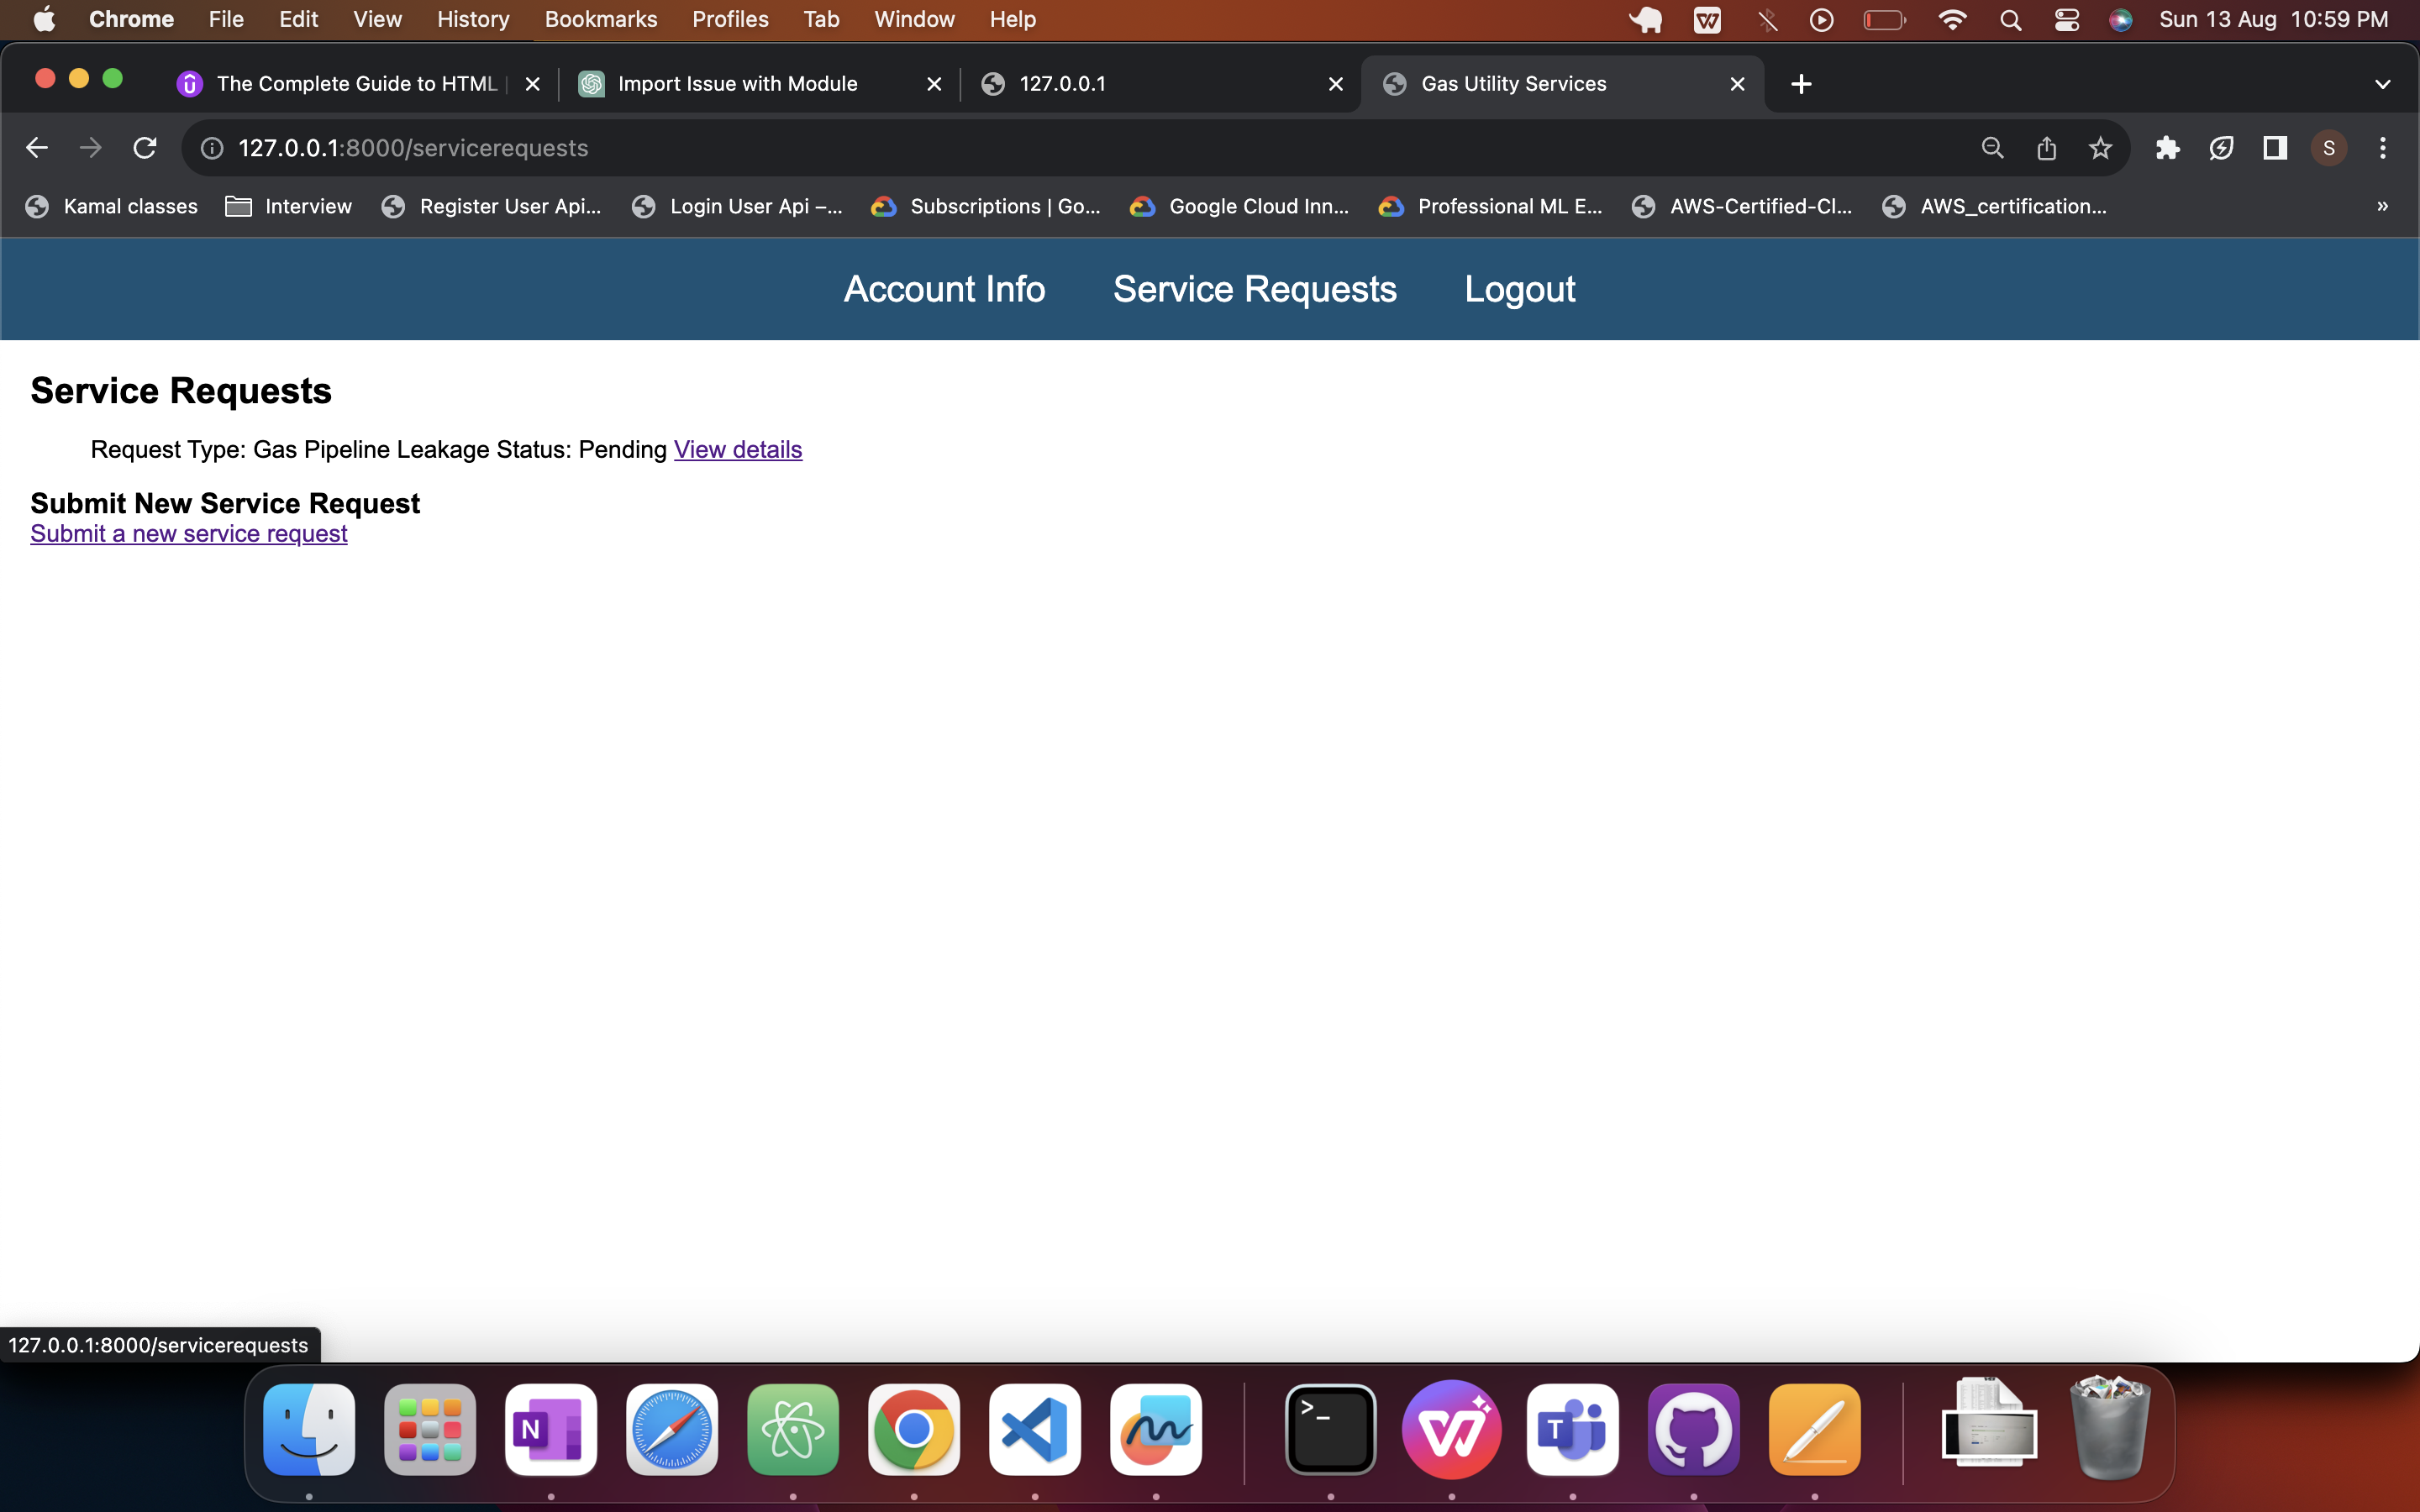 Chrome File Edit View History Bookmarks Profiles Tab Window Help Sun 13 Aug 10:59 PM
The Complete Guide to HTML Import Issue with Module 127.0.0.1 Gas Utility Services
127.0.0.1:8000/servicerequests S
Kamal classes Interview Register User Api... Login User Api –... Subscriptions | Go... Google Cloud Inn... Professional ML E... AWS-Certified-Cl... AWS_certification... »
Account Info Service Requests Logout
Service Requests
Request Type: Gas Pipeline Leakage Status: Pending View details
Submit New Service Request
Submit a new service request
127.0.0.1:8000/servicerequests
N >_ T